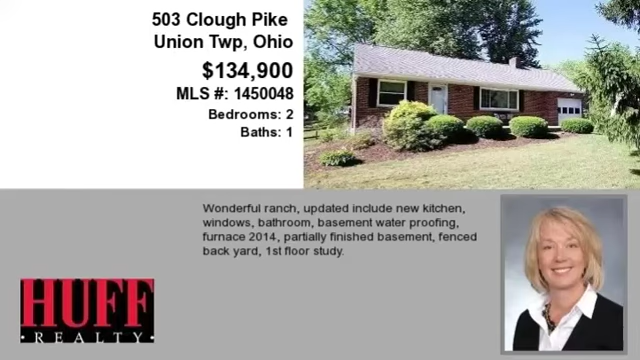 503 Clough Pike
Union Twp, Ohio
$134,900
MLS #: 1450048
Bedrooms: 2
Baths: 1
Wonderful ranch, updated include new kitchen,
windows, bathroom, basement water proofing,
furnace 2014, partially finished basement, fenced
back yard, 1st floor study.
HUFF
·REALTY·